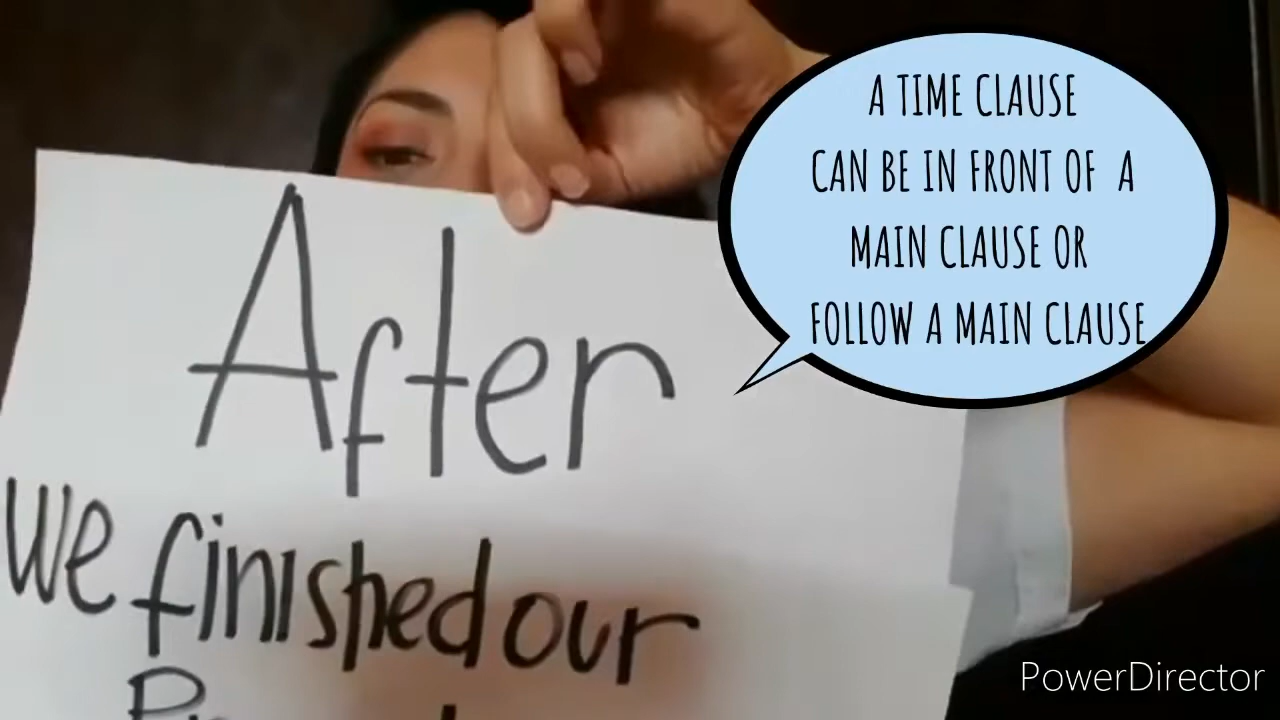 After
we finished our
A TIME CLAUSE
CAN BE IN FRONT OF A
MAIN CLAUSE OR
FOLLOW A MAIN CLAUSE
PowerDirector